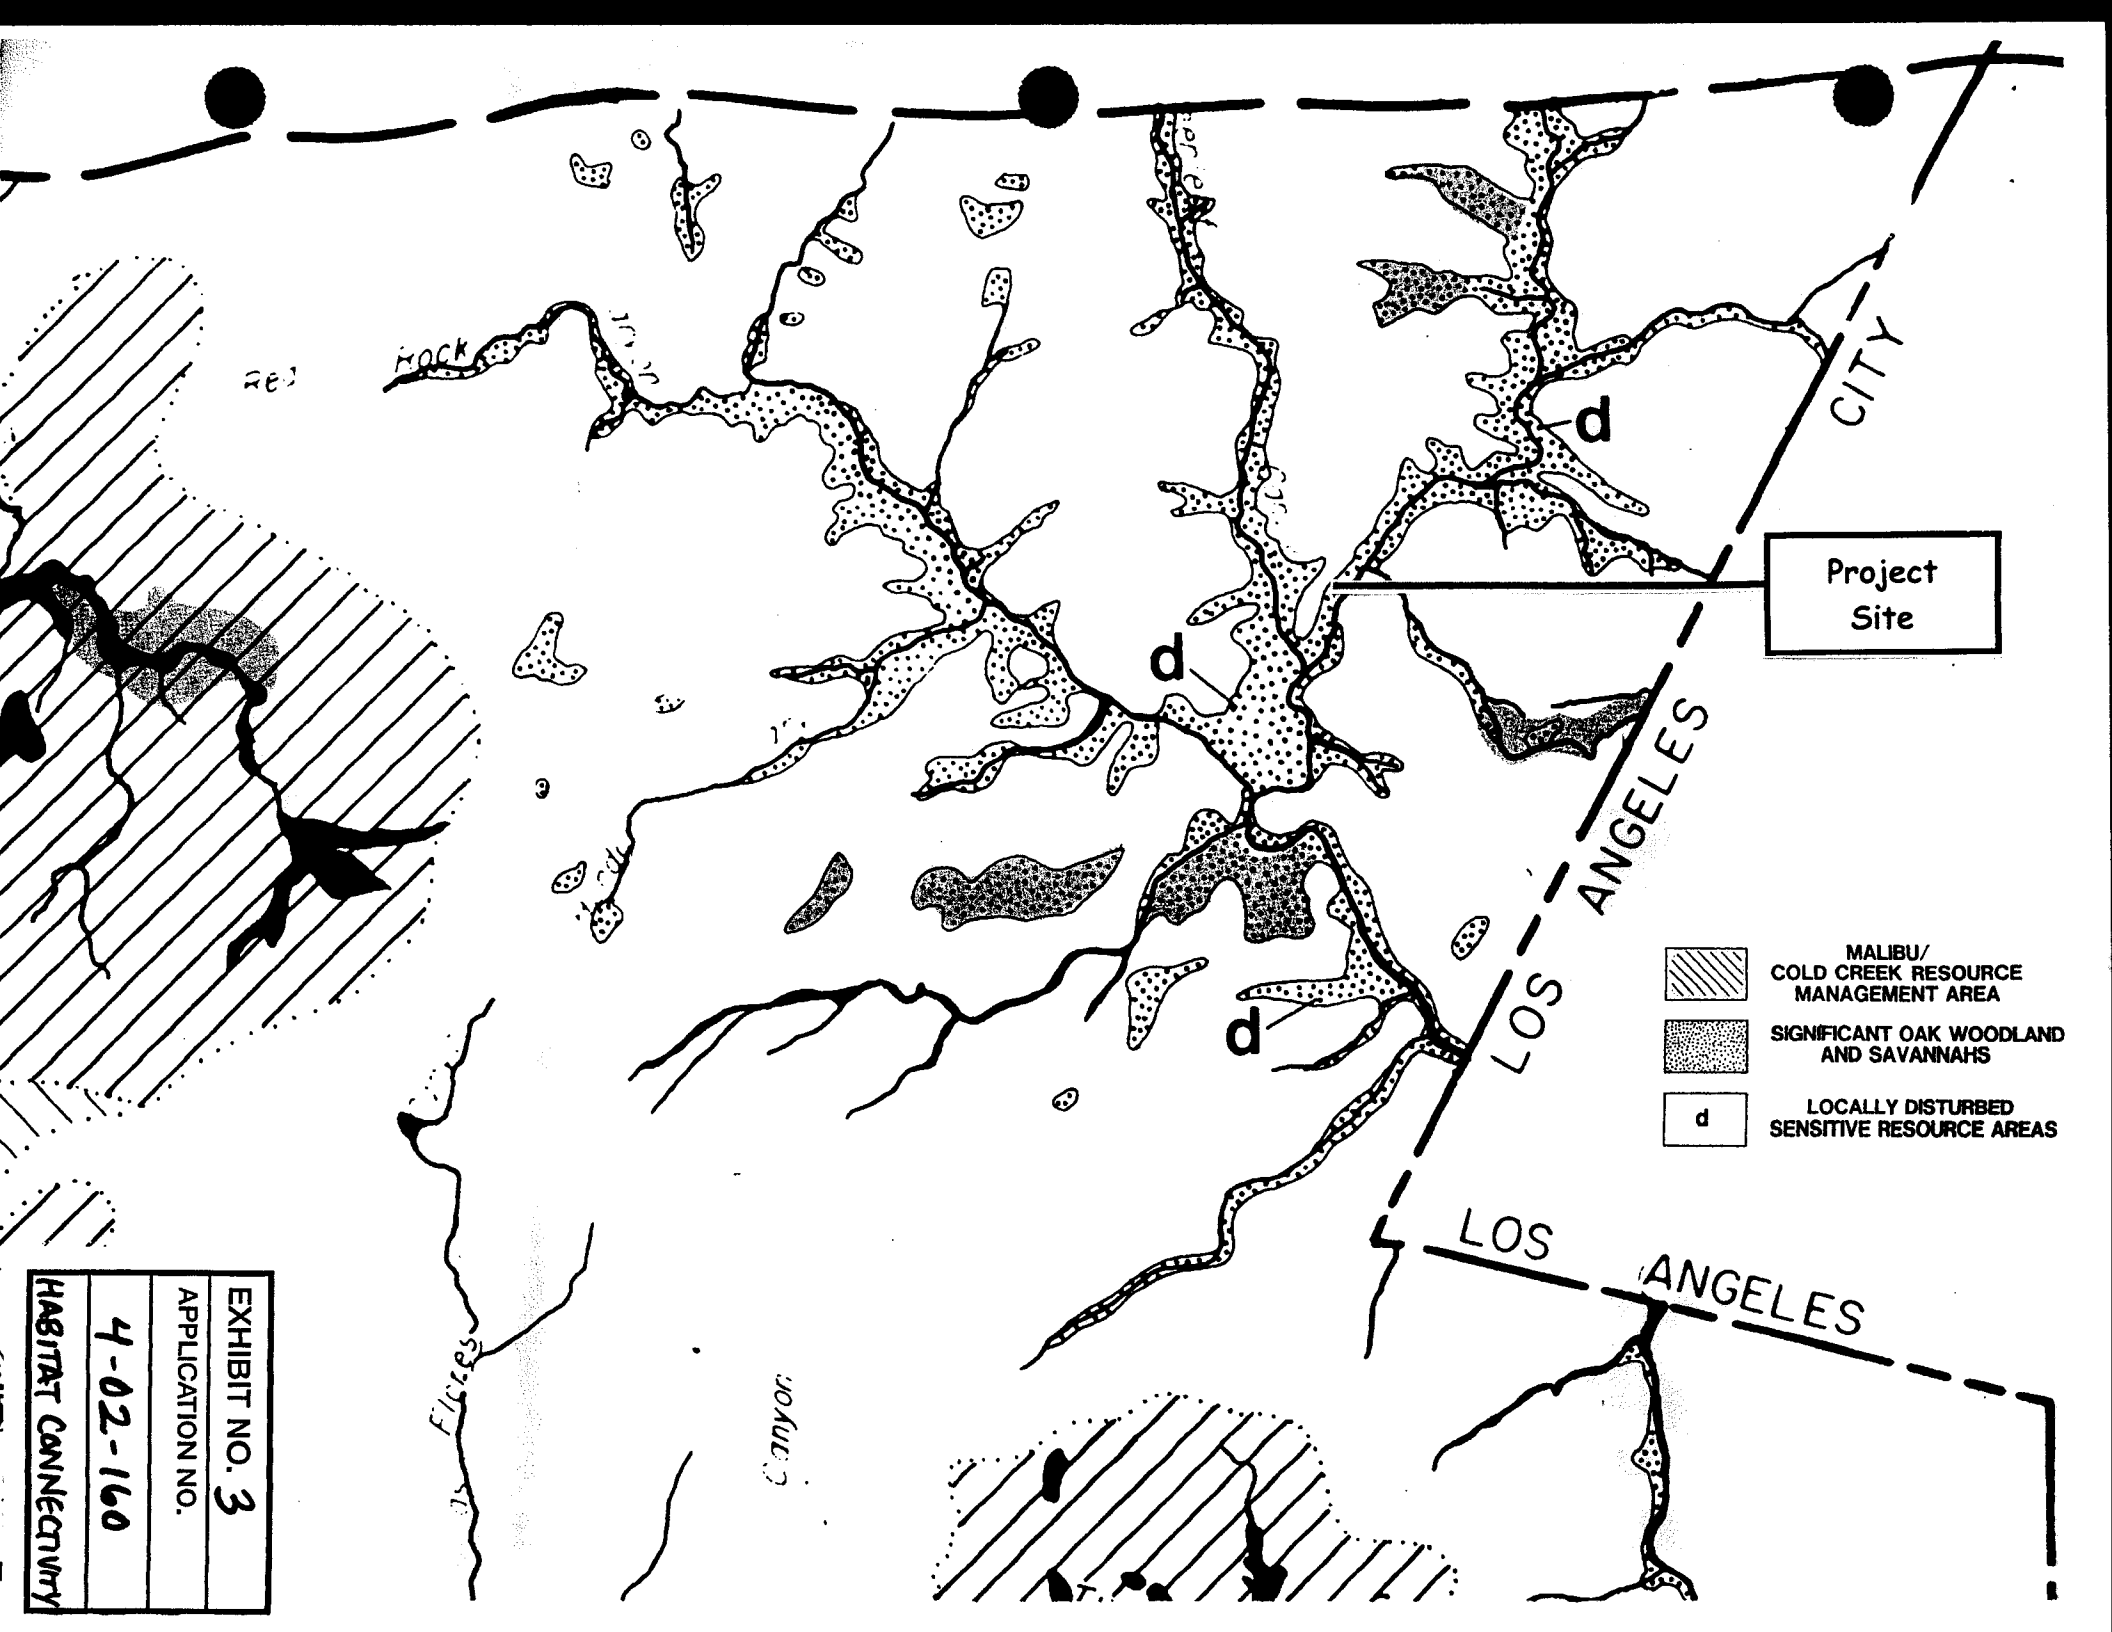 Rock
d
CITY
Project
Site
d
LOS ANGELES
MALIBU/
COLD CREEK RESOURCE
MANAGEMENT AREA
SIGNIFICANT OAK WOODLAND
AND SAVANNAHS
d
LOCALLY DISTURBED
SENSITIVE RESOURCE AREAS
d
LOS ANGELES
Flores
Canyon
EXHIBIT NO. 3
APPLICATION NO.
4-02-160
HABITAT CONNECTIVITY